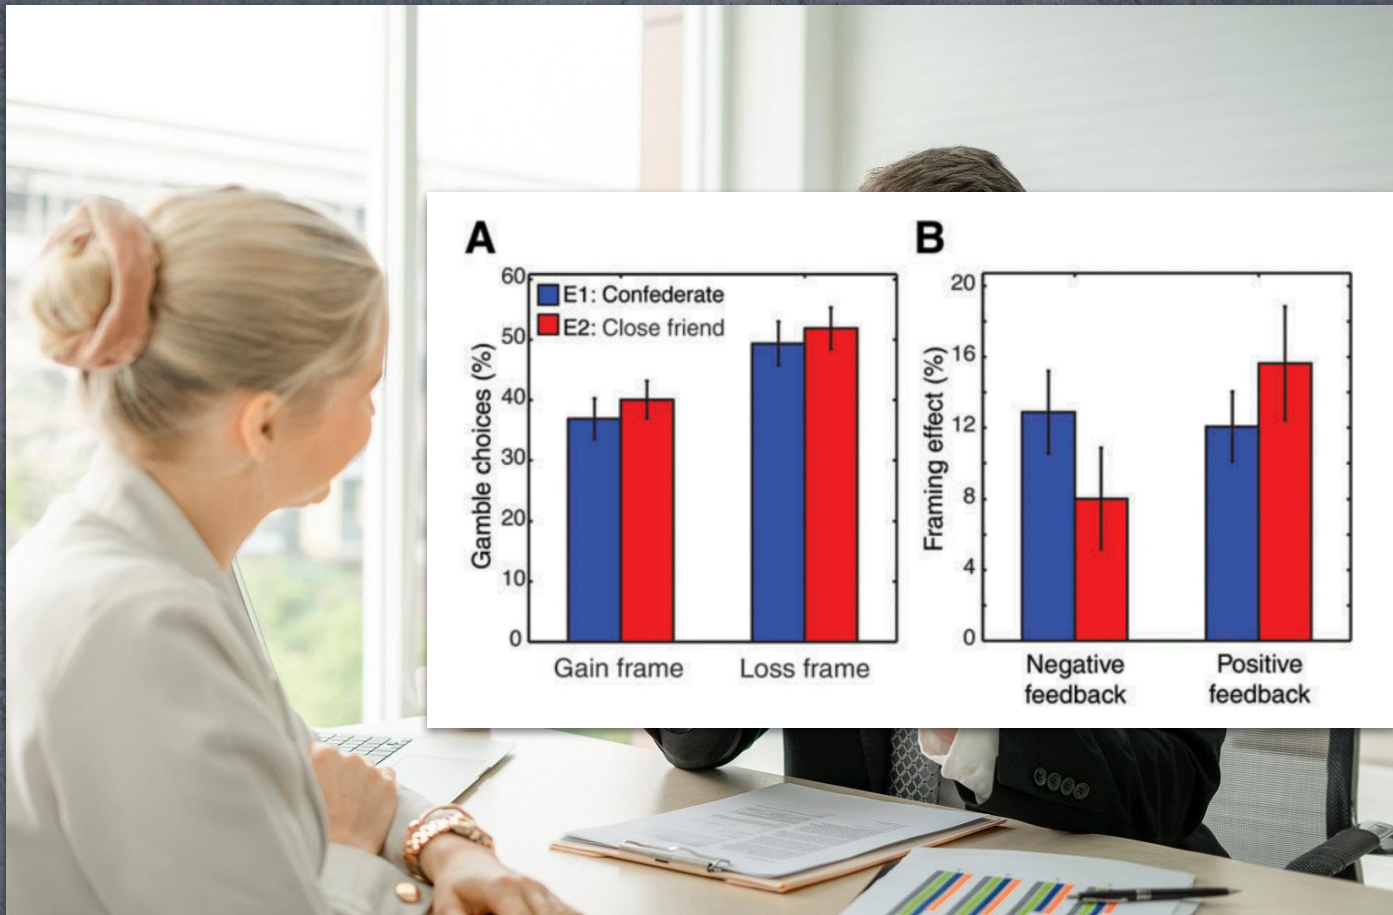 A
60
50
40
30
20
10
0
Gamble choices (%)
E1: Confederate
E2: Close friend
Gain frame
Loss frame
B
20
16
12
8
4
0
Framing effect (%)
Negative
feedback
Positive
feedback